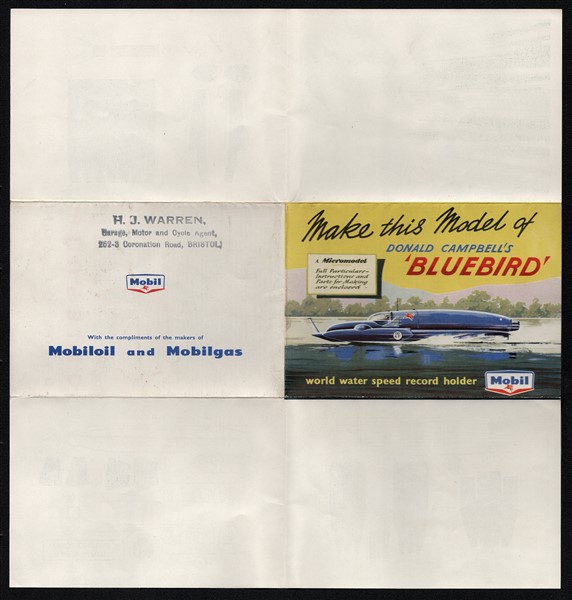 H. J. WARREN,
Garage, Motor and Cycle Agent,
252-3 Coronation Road, BRISTOL
Mobil
With the compliments of the makers of
Mobiloil and Mobilgas
Make this Model of
DONALD CAMPBELL'S
'BLUEBIRD'
A Micromodel
Full Particulars-
Instructions and
Parts for Making
are enclosed -
world water speed record holder
Mobil